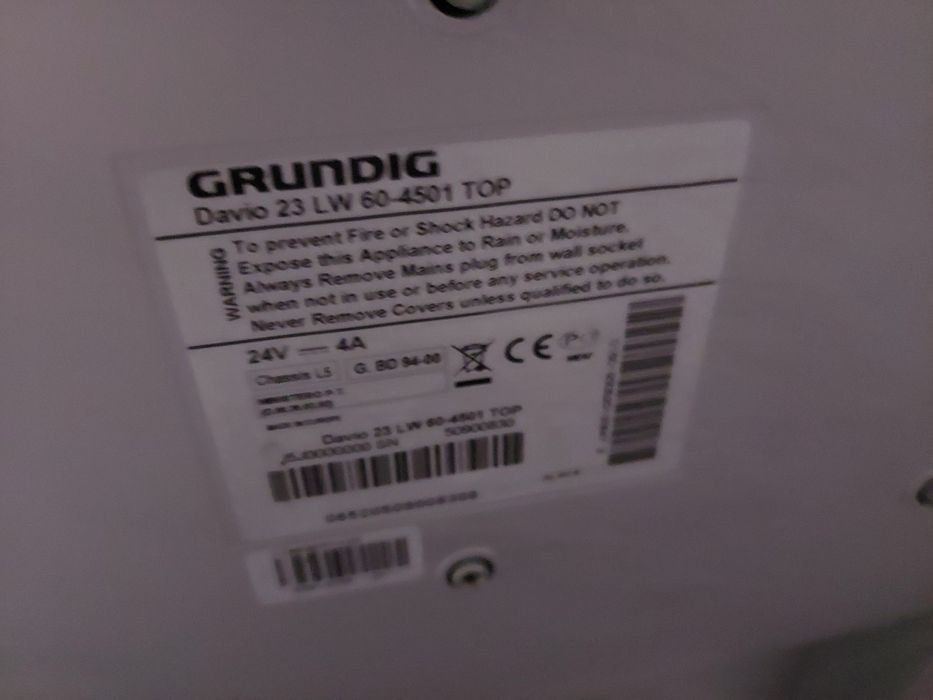 GRUNDIG
Davio 23 LW 60-4501 TOP
WARNING
To prevent Fire or Shock Hazard DO NOT
Expose this Appliance to Rain or Moisture.
Always Remove Mains plug from wall socket
when not in use or before any service operation.
Never Remove Covers unless qualified to do so.
24V 4A
Chassis L5
G. BD 94-06
CE
Davio 23 LW 60-4501 TOP
SN 50900830